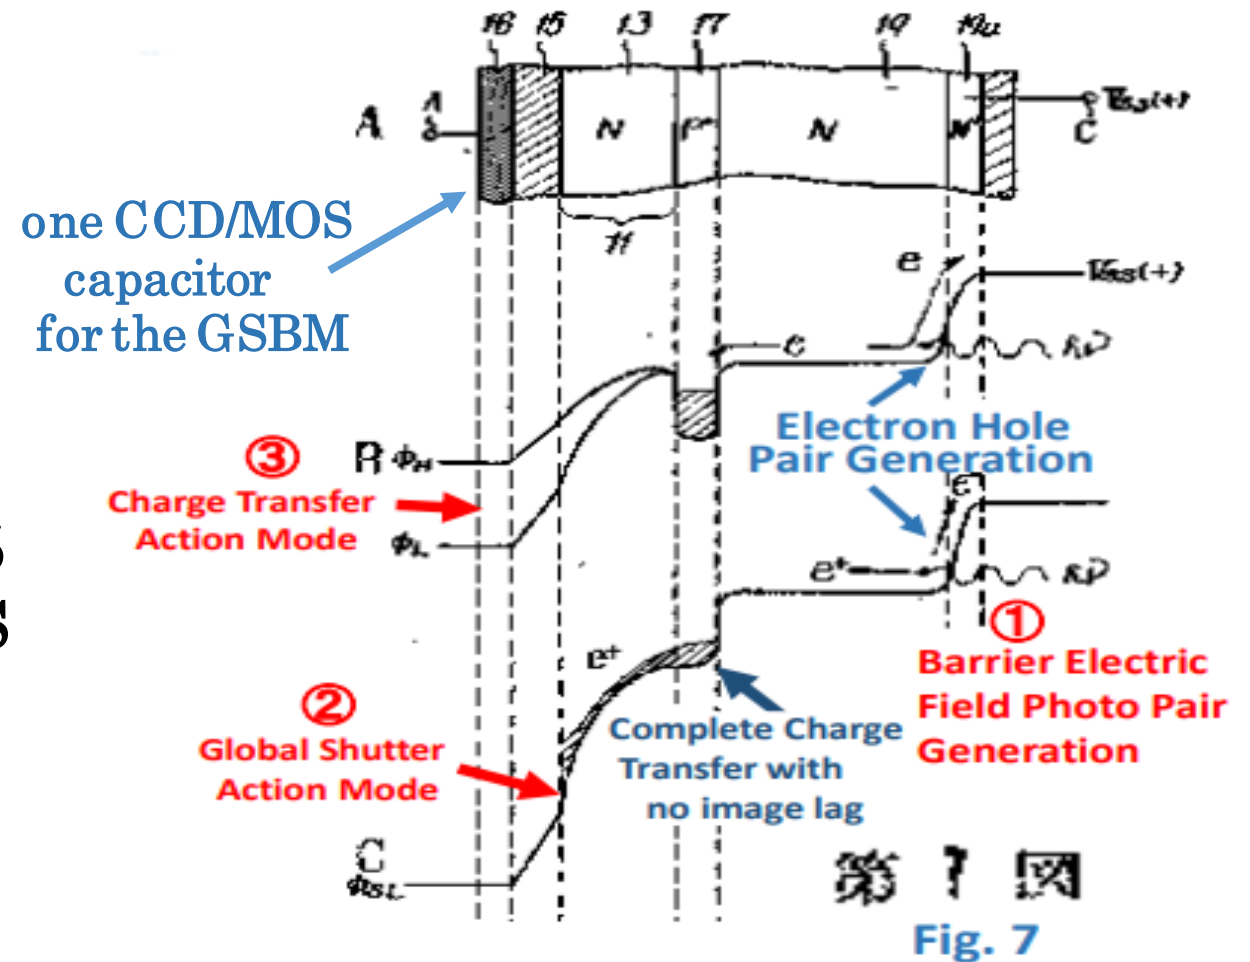 16 15 13 17 19 19a
A
N P+ N N+
C
11
one CCD/MOS
capacitor
for the GSBM
e
e
Electron Hole
Pair Generation
③
Charge Transfer
Action Mode
B ΦH
ΦL
e
e+
①
Barrier Electric
Field Photo Pair
Generation
e+
②
Global Shutter
Action Mode
Complete Charge
Transfer with
no image lag
C
ΦSL
第7図
Fig. 7
S
S